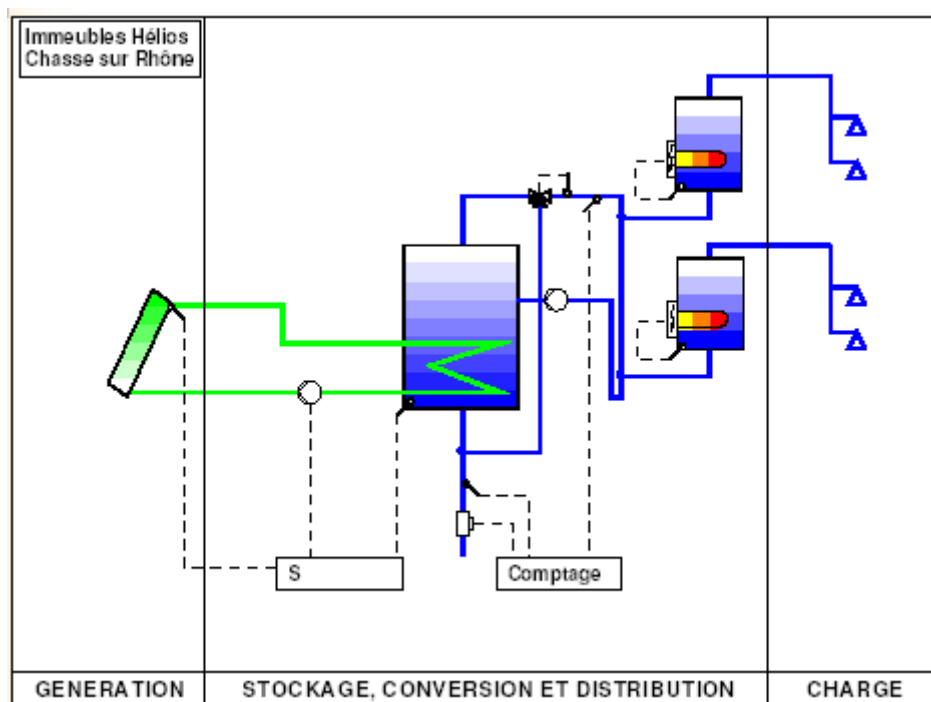 Immeubles Hélios
Chasse sur Rhône
S
Comptage
GENERATION
STOCKAGE, CONVERSION ET DISTRIBUTION
CHARGE